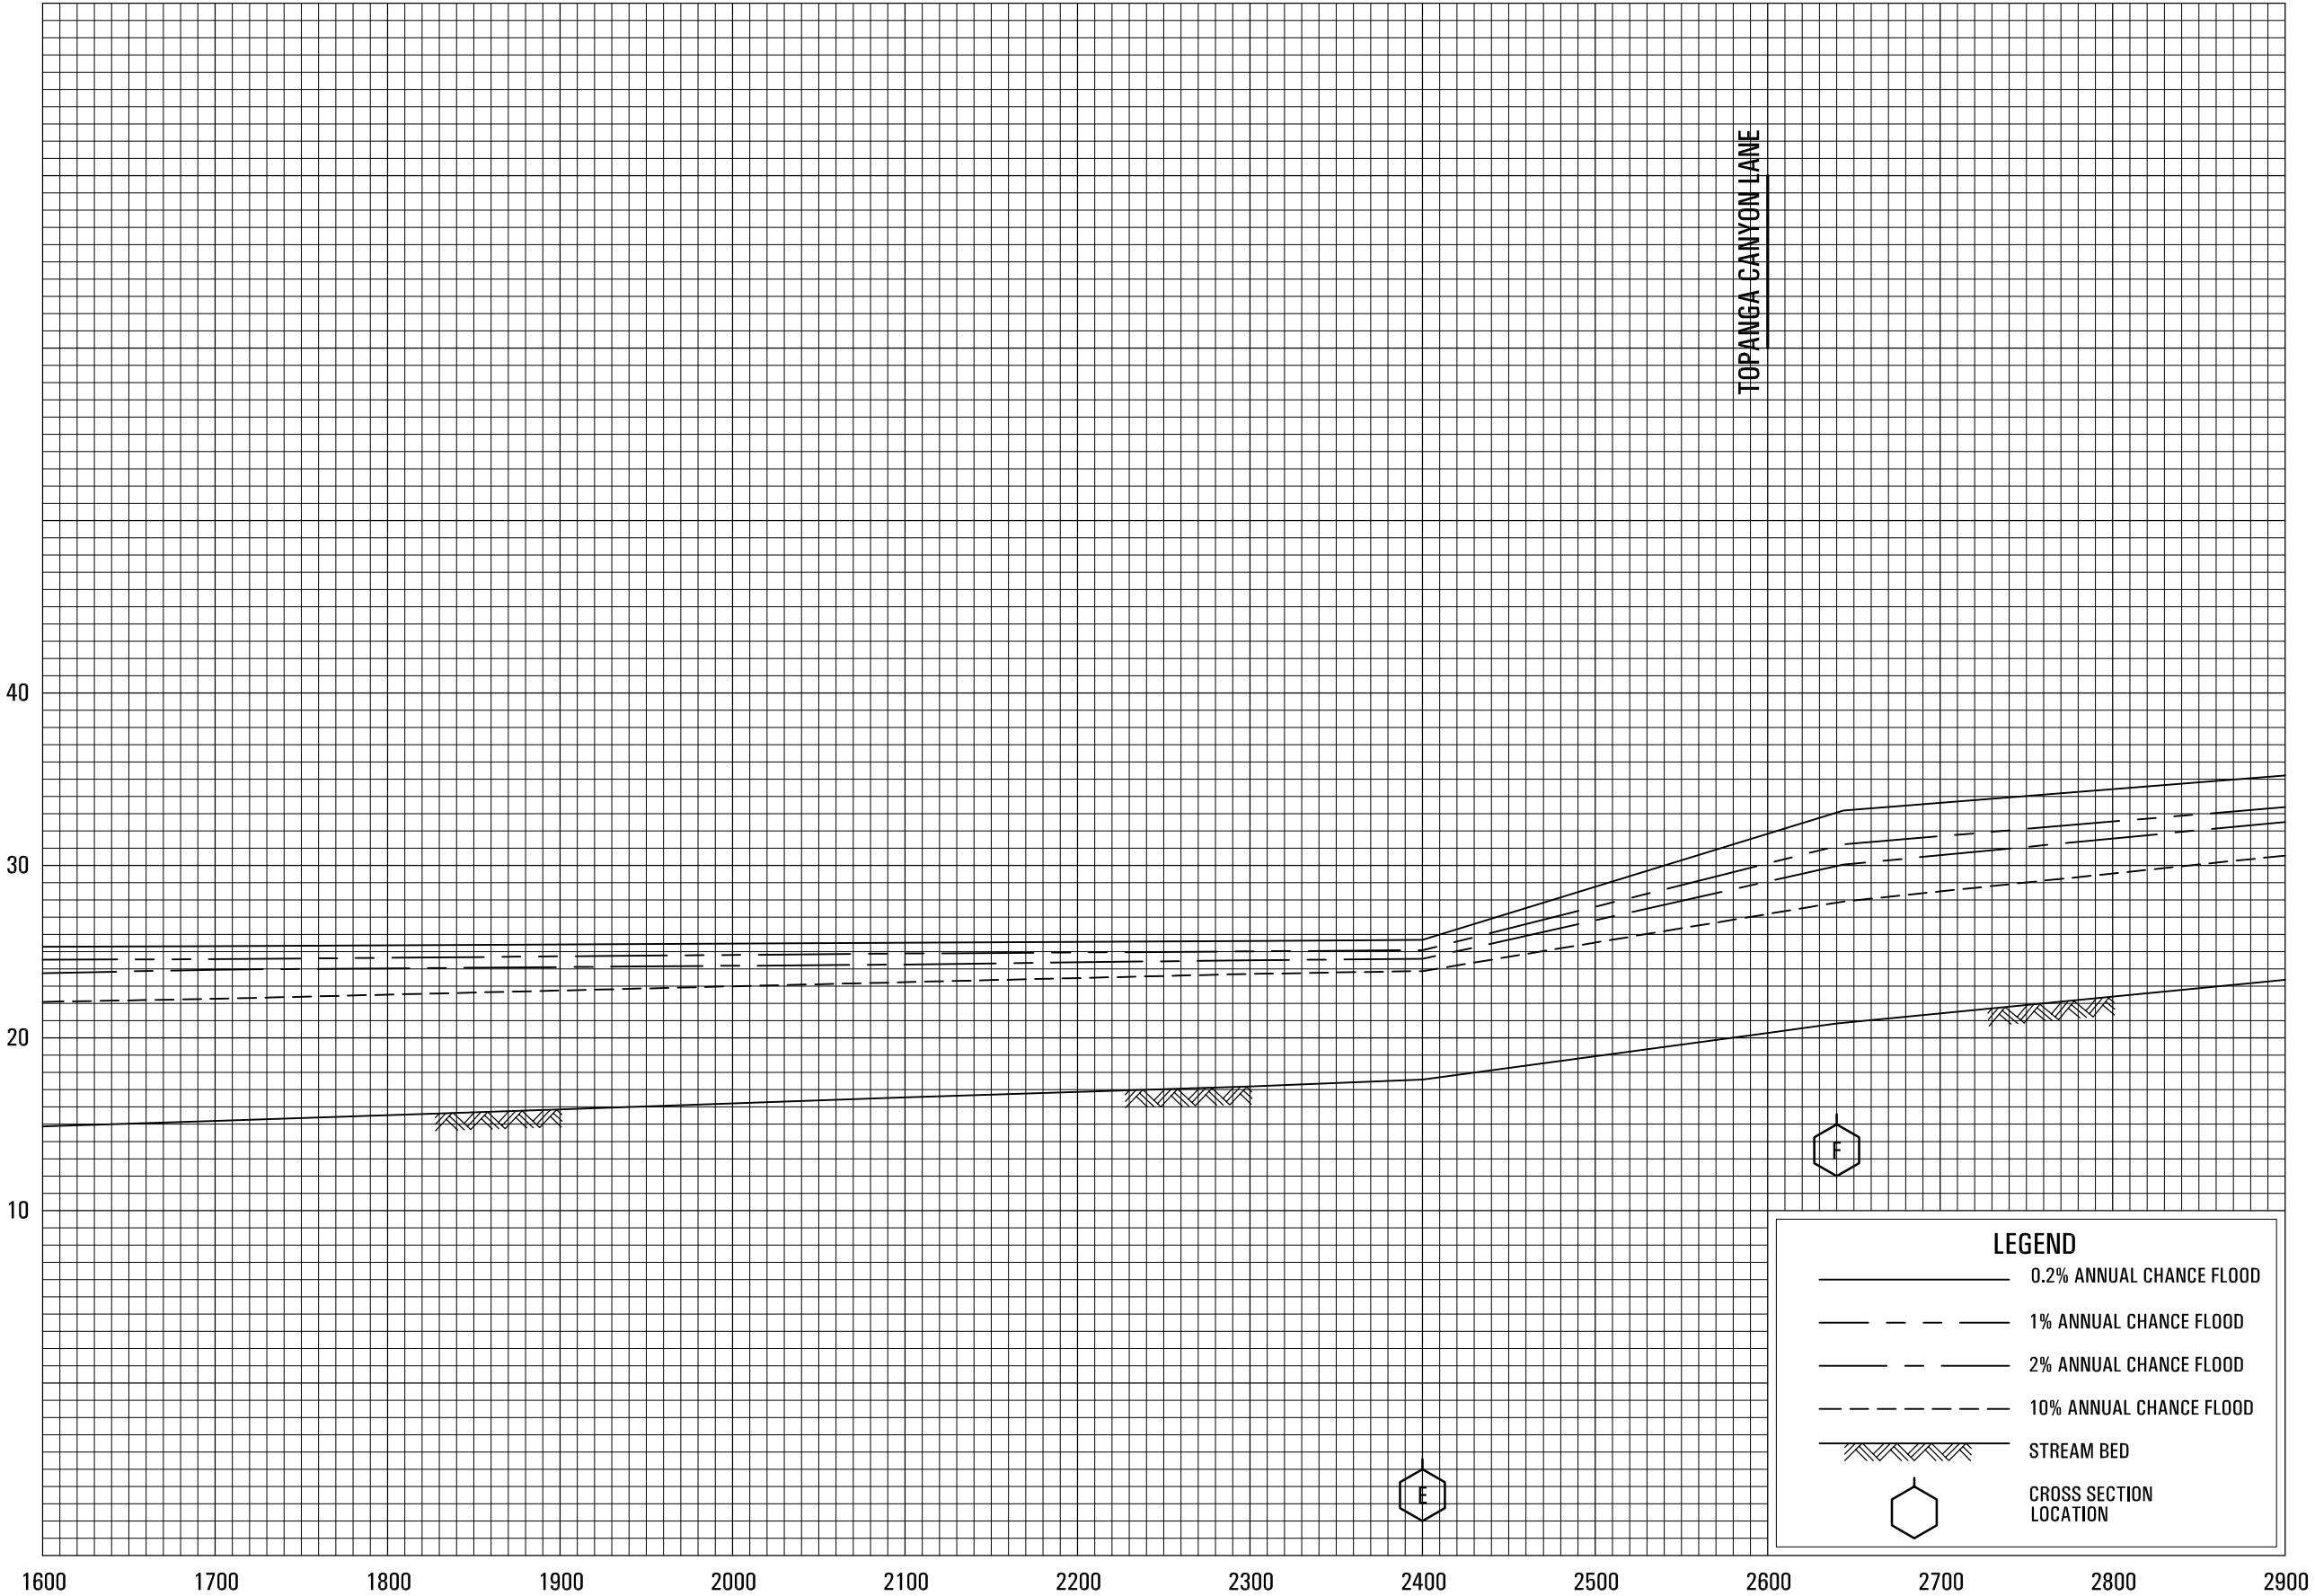 TOPANGA CANYON LANE
40
30
20
10
F
E
LEGEND
0.2% ANNUAL CHANCE FLOOD
1% ANNUAL CHANCE FLOOD
2% ANNUAL CHANCE FLOOD
10% ANNUAL CHANCE FLOOD
STREAM BED
CROSS SECTION
LOCATION
1600 1700 1800 1900 2000 2100 2200 2300 2400 2500 2600 2700 2800 2900